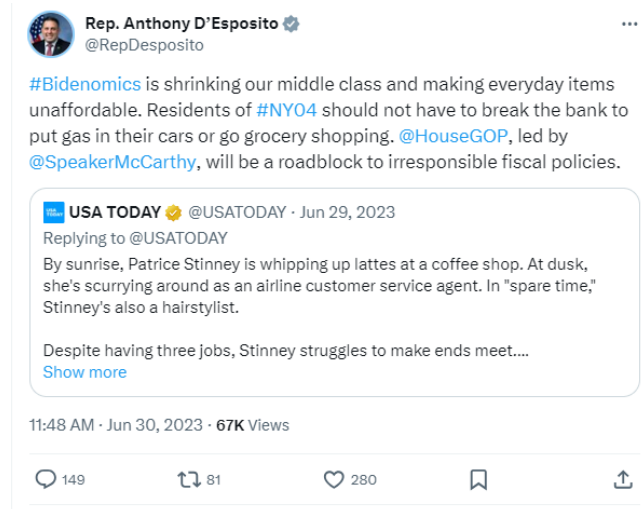 Rep. Anthony D'Esposito
@RepDesposito
#Bidenomics is shrinking our middle class and making everyday items
unaffordable. Residents of #NY04 should not have to break the bank to
put gas in their cars or go grocery shopping. @HouseGOP, led by
@SpeakerMcCarthy, will be a roadblock to irresponsible fiscal policies.
USA TODAY
USA TODAY @USATODAY · Jun 29, 2023
Replying to @USATODAY
By sunrise, Patrice Stinney is whipping up lattes at a coffee shop. At dusk,
she's scurrying around as an airline customer service agent. In "spare time,"
Stinney's also a hairstylist.
Despite having three jobs, Stinney struggles to make ends meet....
Show more
11:48 AM · Jun 30, 2023 · 67K Views
149 81 280